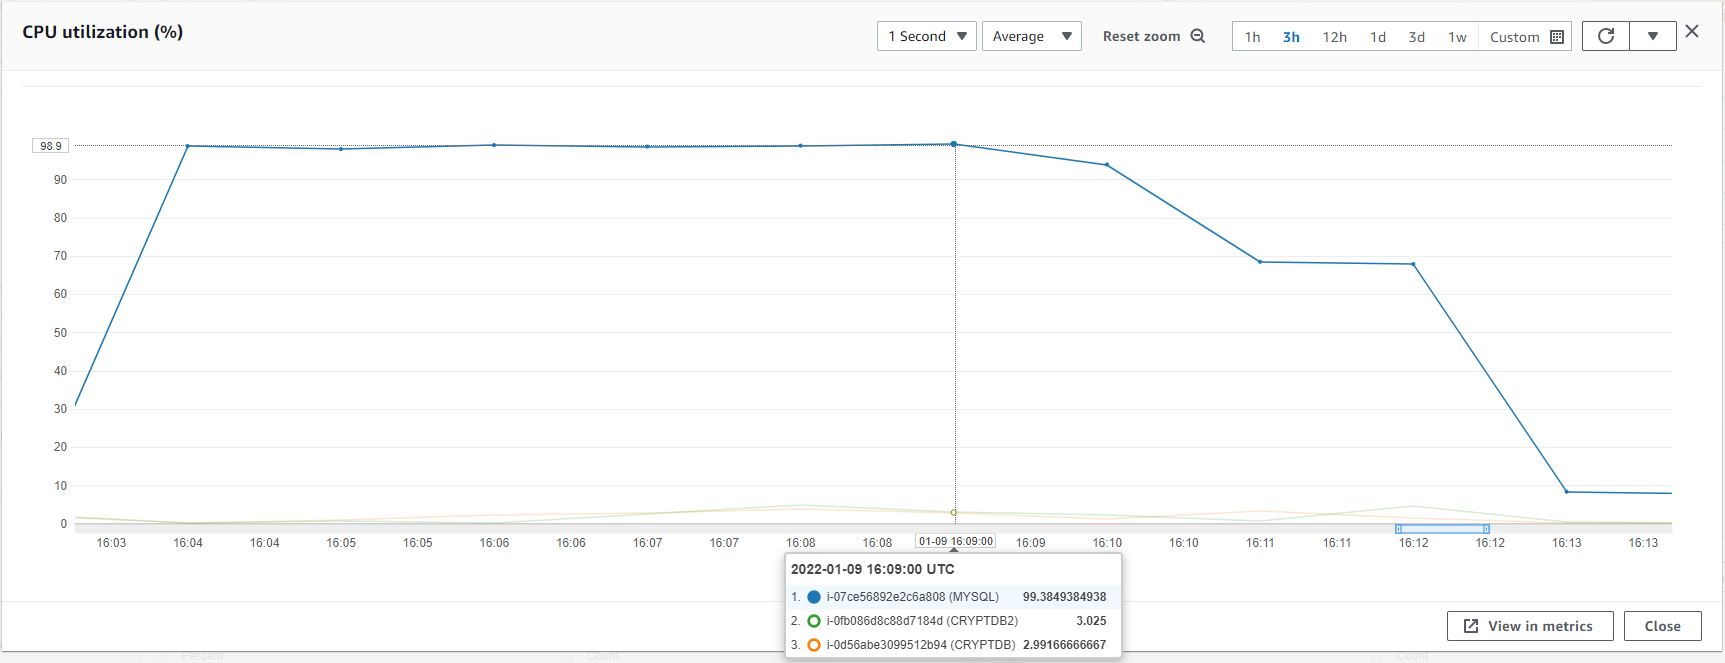 CPU utilization (%)
1 Second
Average
Reset zoom
1h 3h 12h 1d 3d 1w Custom
98.9
90
80
70
60
50
40
30
20
10
0
16:03 16:04 16:04 16:05 16:05 16:06 16:06 16:07 16:07 16:08 16:08 01-09 16:09:00 16:09 16:10 16:10 16:11 16:11 16:12 16:12 16:13 16:13
2022-01-09 16:09:00 UTC
1. i-07ce56892e2c6a808 (MYSQL) 99.3849384938
2. i-0fb086d8c88d7184d (CRYPTDB2) 3.025
3. i-0d56abe3099512b94 (CRYPTDB) 2.99166666667
View in metrics
Close
Percent
Count
Count